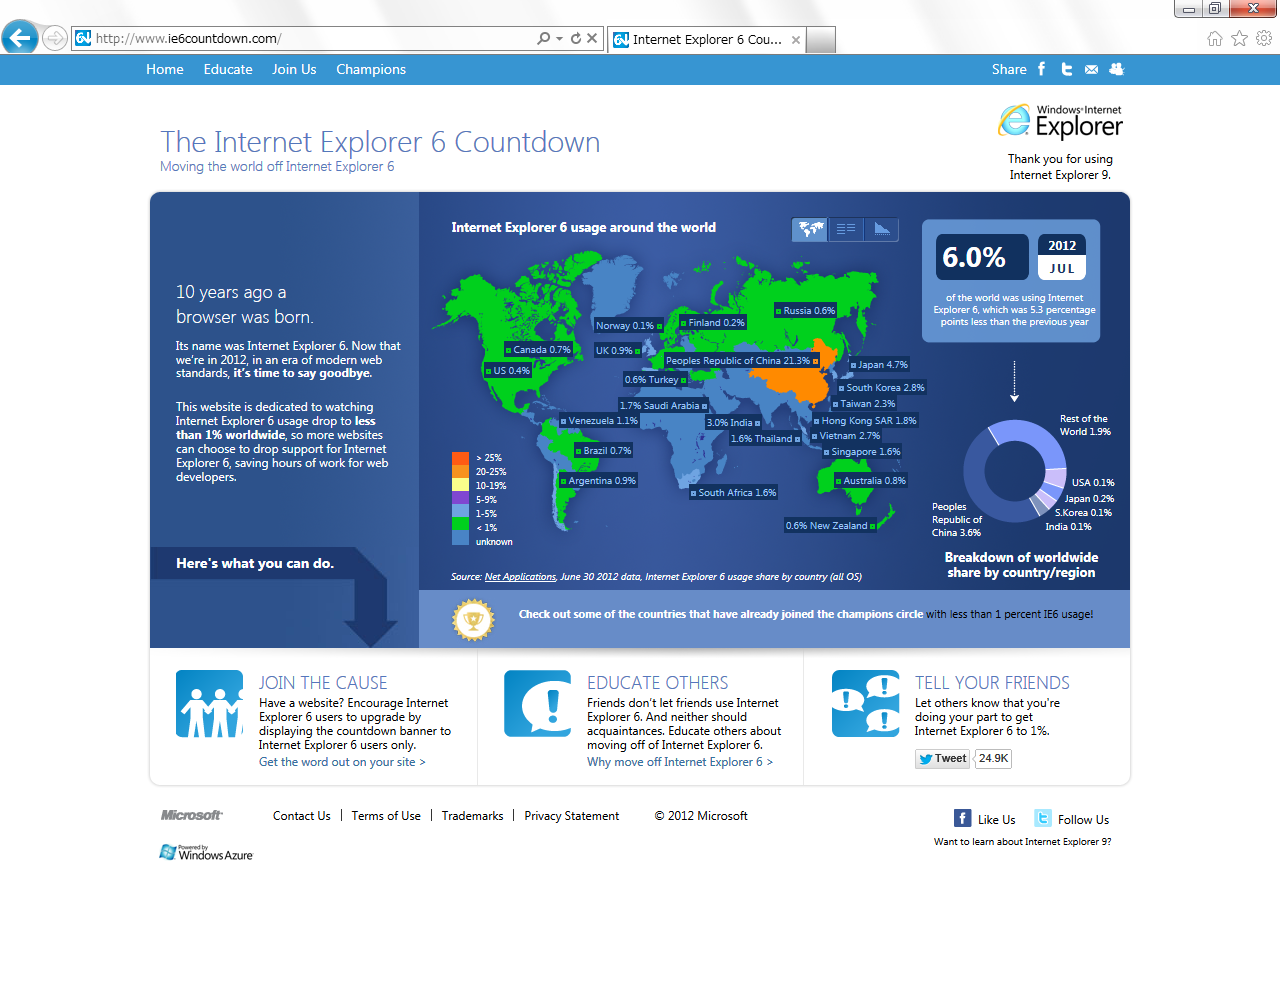 http://www.ie6countdown.com/
Internet Explorer 6 Cou...
Home
Educate
Join Us
Champions
Share
The Internet Explorer 6 Countdown
Moving the world off Internet Explorer 6
Windows Internet
Explorer
Thank you for using
Internet Explorer 9.
10 years ago a
browser was born.
Its name was Internet Explorer 6. Now that
we're in 2012, in an era of modern web
standards, it's time to say goodbye.
This website is dedicated to watching
Internet Explorer 6 usage drop to less
than 1% worldwide, so more websites
can choose to drop support for Internet
Explorer 6, saving hours of work for web
developers.
Here's what you can do.
Internet Explorer 6 usage around the world
Russia 0.6%
Norway 0.1%
Finland 0.2%
Canada 0.7%
UK 0.9%
Peoples Republic of China 21.3%
Japan 4.7%
US 0.4%
0.6% Turkey
South Korea 2.8%
1.7% Saudi Arabia
Taiwan 2.3%
Venezuela 1.1%
3.0% India
Hong Kong SAR 1.8%
1.6% Thailand
Vietnam 2.7%
Brazil 0.7%
Singapore 1.6%
Argentina 0.9%
Australia 0.8%
South Africa 1.6%
0.6% New Zealand
> 25%
20-25%
10-19%
5-9%
1-5%
< 1%
unknown
Source: Net Applications, June 30 2012 data, Internet Explorer 6 usage share by country (all OS)
6.0%
2012
JUL
of the world was using Internet
Explorer 6, which was 5.3 percentage
points less than the previous year
Rest of the
World 1.9%
USA 0.1%
Japan 0.2%
S.Korea 0.1%
India 0.1%
Peoples
Republic of
China 3.6%
Breakdown of worldwide
share by country/region
Check out some of the countries that have already joined the champions circle with less than 1 percent IE6 usage!
JOIN THE CAUSE
Have a website? Encourage Internet
Explorer 6 users to upgrade by
displaying the countdown banner to
Internet Explorer 6 users only.
Get the word out on your site >
EDUCATE OTHERS
Friends don't let friends use Internet
Explorer 6. And neither should
acquaintances. Educate others about
moving off of Internet Explorer 6.
Why move off Internet Explorer 6 >
TELL YOUR FRIENDS
Let others know that you're
doing your part to get
Internet Explorer 6 to 1%.
Tweet
24.9K
Microsoft
Contact Us
Terms of Use
Trademarks
Privacy Statement
© 2012 Microsoft
Like Us
Follow Us
Powered by
Windows Azure
Want to learn about Internet Explorer 9?